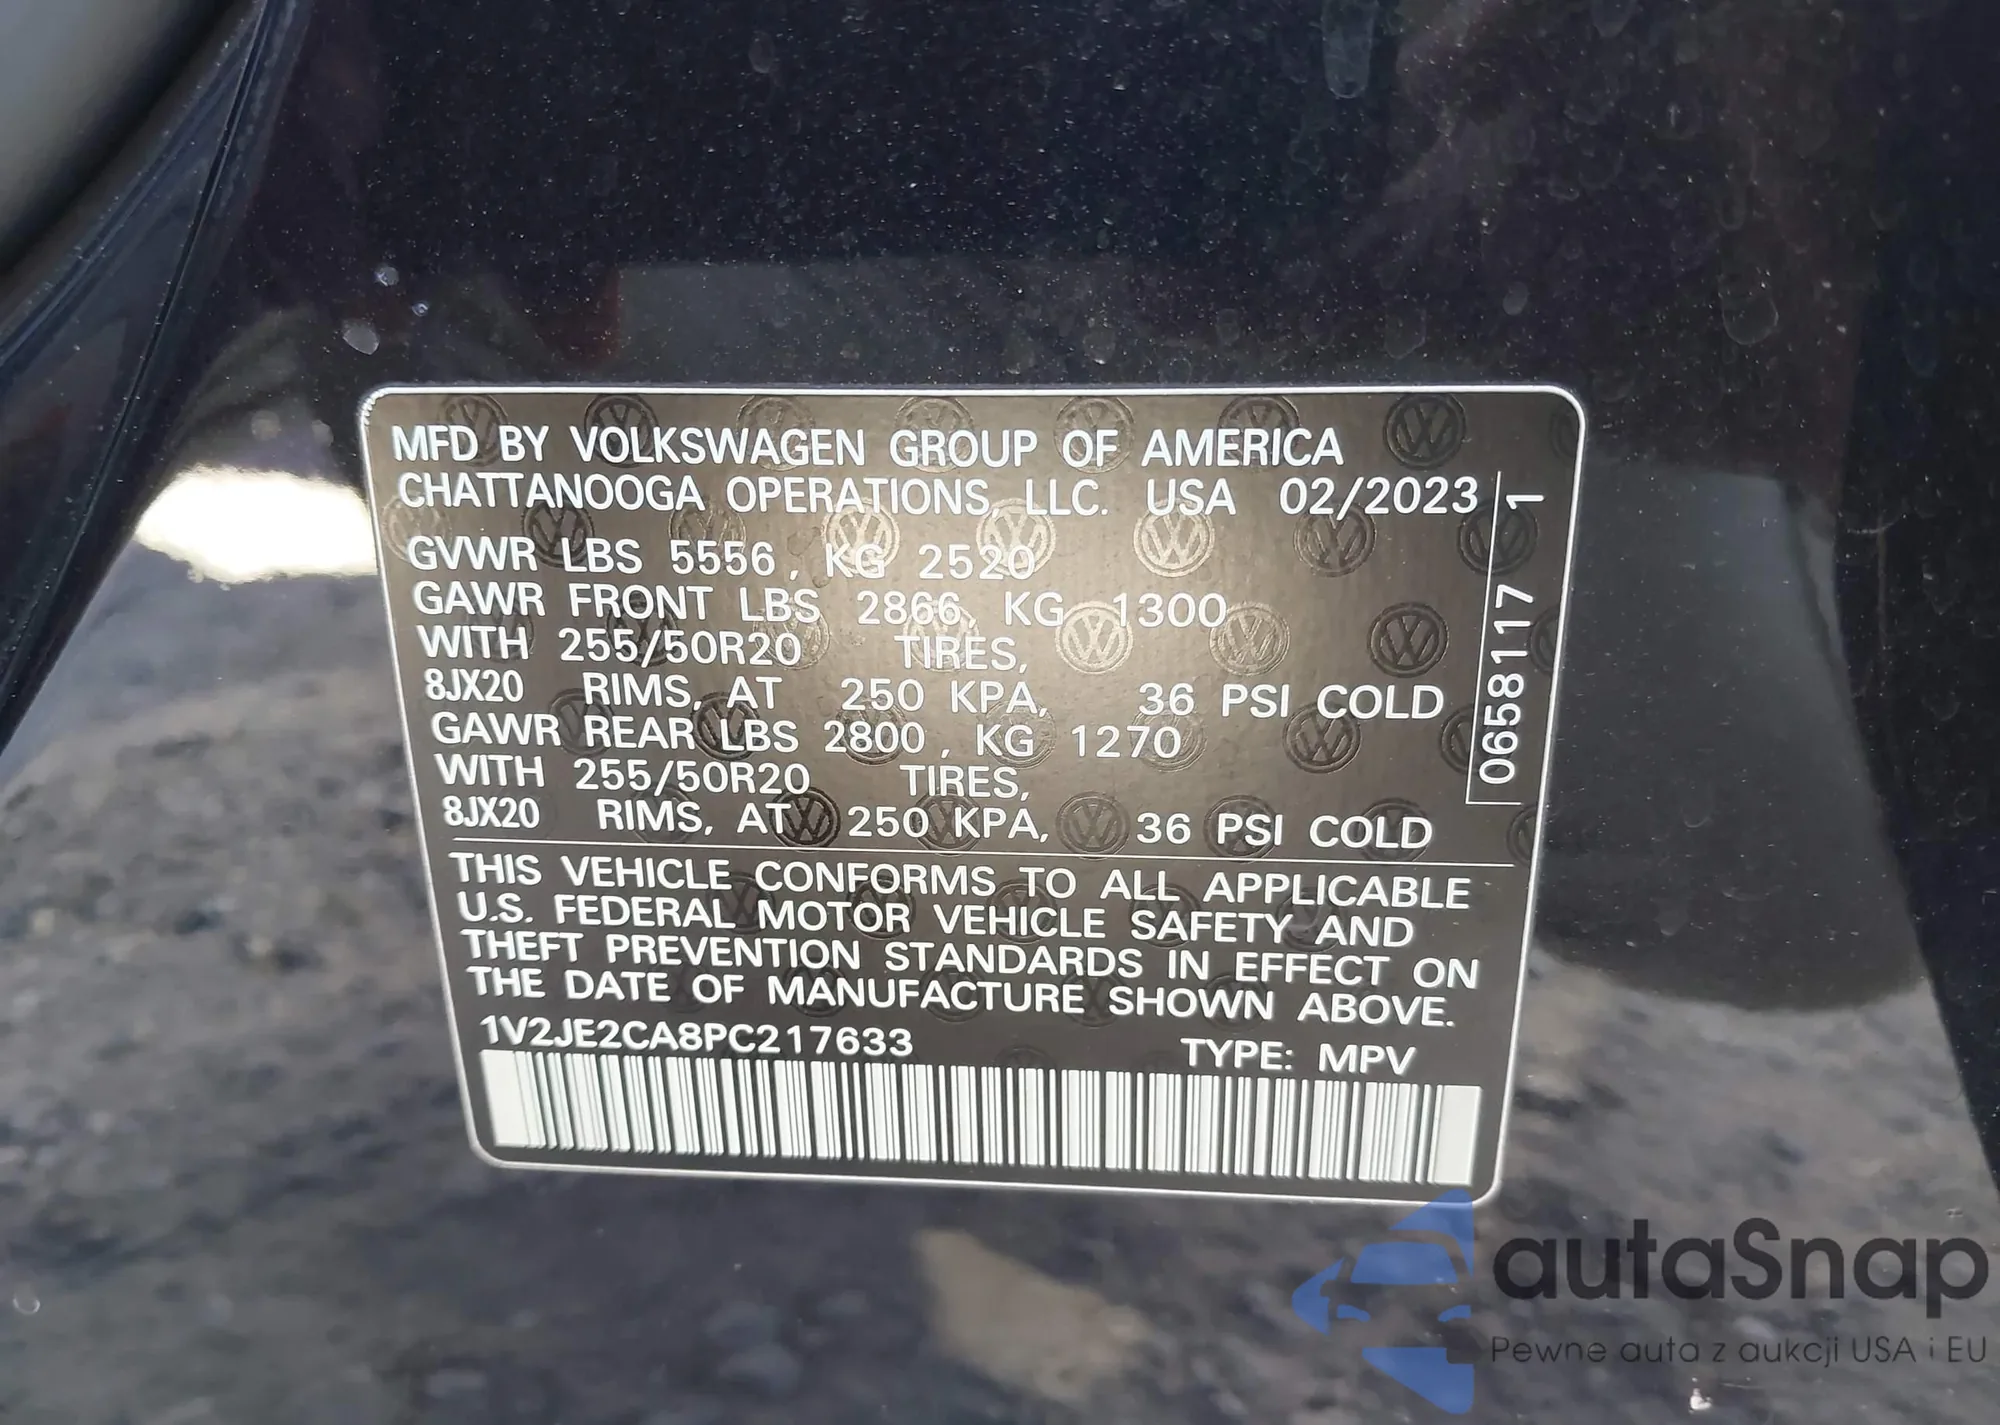 MFD BY VOLKSWAGEN GROUP OF AMERICA
CHATTANOOGA OPERATIONS, LLC. USA 02/2023
GVWR LBS 5556, KG 2520
GAWR FRONT LBS 2866, KG 1300
WITH 255/50R20 TIRES,
8JX20 RIMS, AT 250 KPA, 36 PSI COLD
GAWR REAR LBS 2800, KG 1270
WITH 255/50R20 TIRES,
8JX20 RIMS, AT 250 KPA, 36 PSI COLD
0658117 1
THIS VEHICLE CONFORMS TO ALL APPLICABLE
U.S. FEDERAL MOTOR VEHICLE SAFETY AND
THEFT PREVENTION STANDARDS IN EFFECT ON
THE DATE OF MANUFACTURE SHOWN ABOVE.
1V2JE2CA8PC217633 TYPE: MPV
autaSnap
Pewne auta z aukcji USA i EU